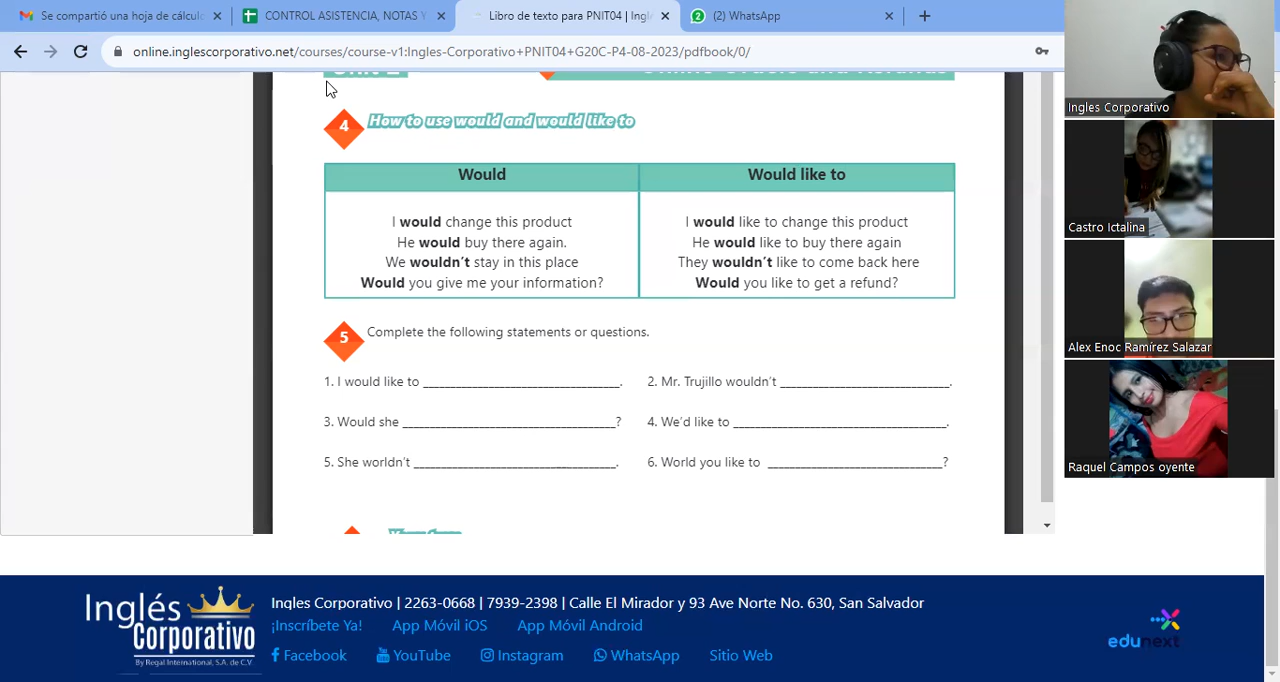 Se compartió una hoja de cálcul
CONTROL ASISTENCIA, NOTAS Y
Libro de texto para PNIT04 | Ingl
(2) WhatsApp
online.inglescorporativo.net/courses/course-v1:Ingles-Corporativo+PNIT04+G20C-P4-08-2023/pdfbook/0/
4 How to use would and would like to
Would
Would like to
I would change this product
He would buy there again.
We wouldn't stay in this place
Would you give me your information?
I would like to change this product
He would like to buy there again
They wouldn't like to come back here
Would you like to get a refund?
5 Complete the following statements or questions.
1. I would like to ____________________________.
2. Mr. Trujillo wouldn't ________________________.
3. Would she ______________________________?
4. We'd like to ______________________________.
5. She worldn't _____________________________.
6. World you like to _________________________?
Ingles Corporativo
Castro Ictalina
Alex Enoc Ramírez Salazar
Raquel Campos oyente
Inglés
Corporativo
By Regal International, S.A. de C.V.
Ingles Corporativo | 2263-0668 | 7939-2398 | Calle El Mirador y 93 Ave Norte No. 630, San Salvador
¡Inscríbete Ya! App Móvil iOS App Móvil Android
Facebook YouTube Instagram WhatsApp Sitio Web
edunext